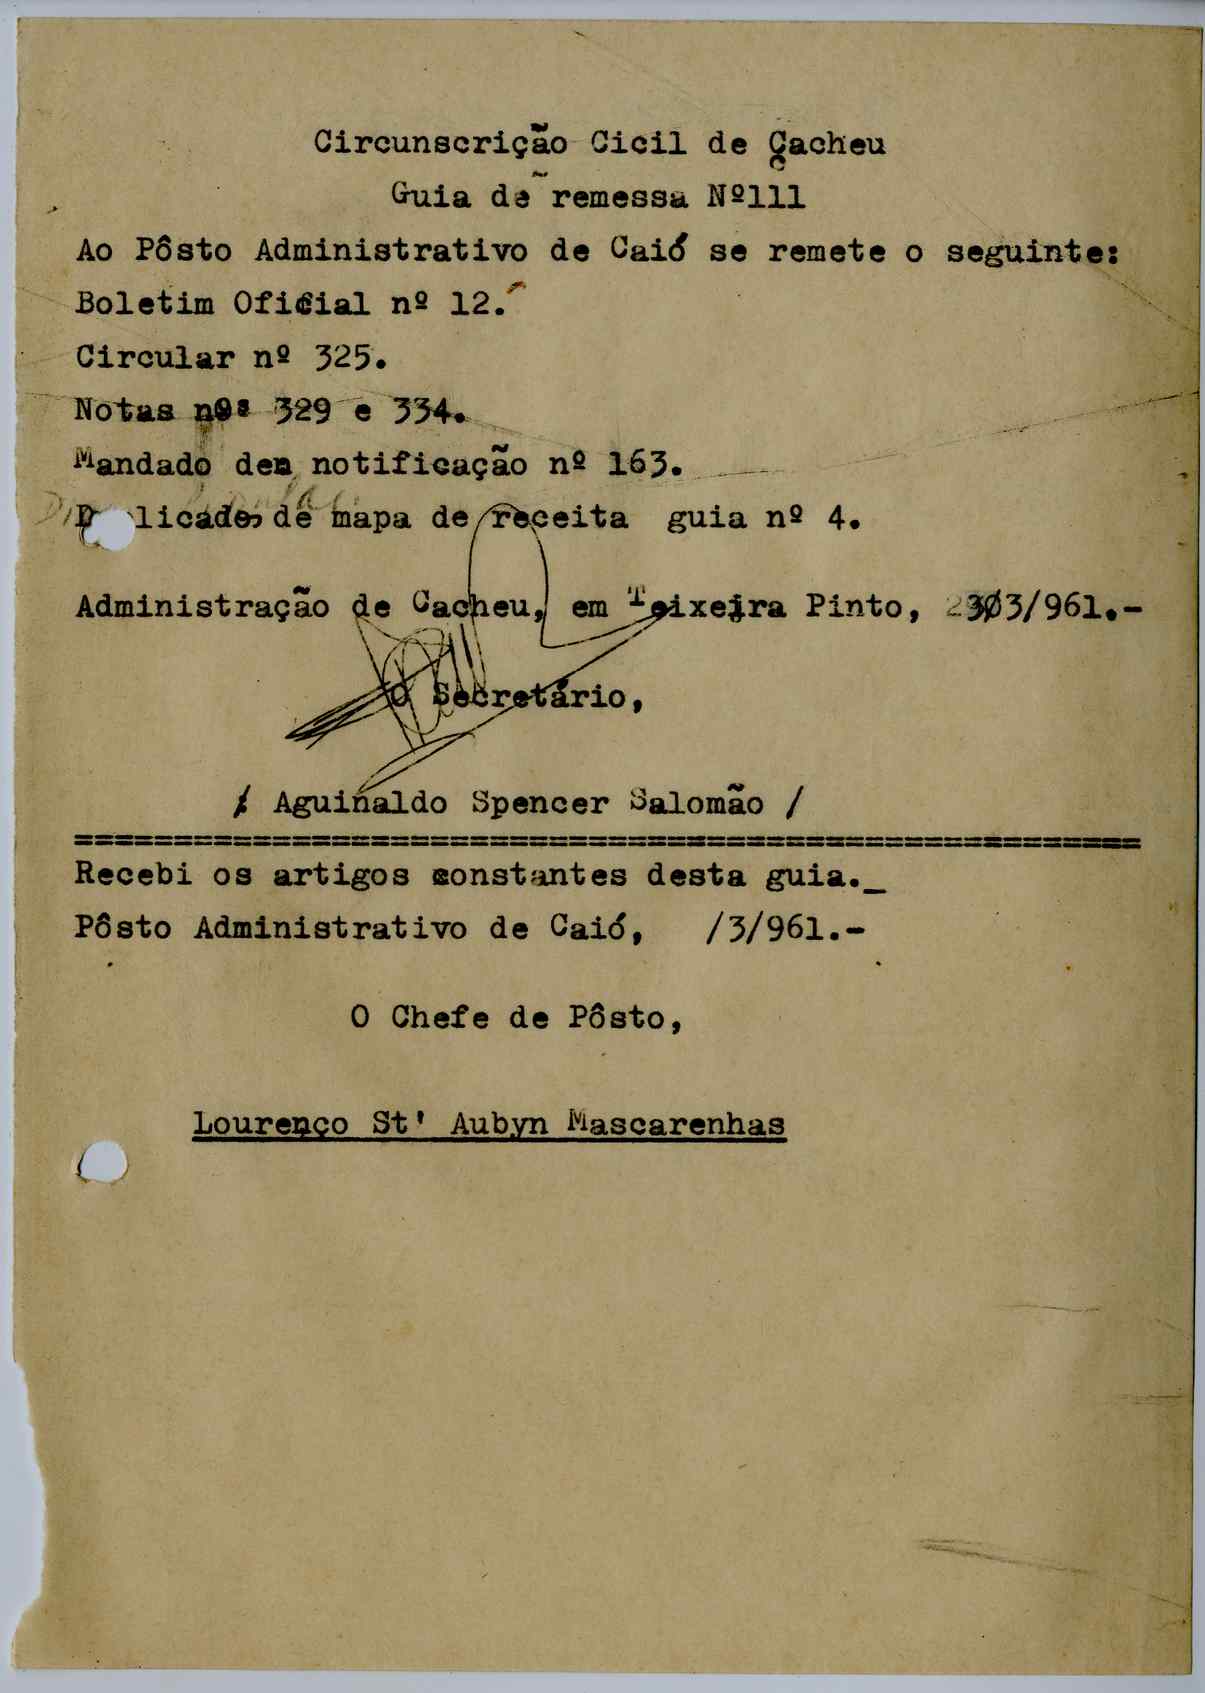 Circunscrição Cicil de Cacheu
Guia de remessa Nº111
Ao Pôsto Administrativo de Caió se remete o seguinte:
Boletim Oficial nº 12.
Circular nº 325.
Notas nºs 329 e 334.
Mandado den notificação nº 163.
licado de mapa de receita guia nº 4.
Administração de Cacheu, em Teixeira Pinto, /3/961.-
O Secretário,
/ Aguinaldo Spencer Salomão /
Recebi os artigos constantes desta guia._
Pôsto Administrativo de Caió, /3/961.-
O Chefe de Pôsto,
Lourenço St' Aubyn Mascarenhas